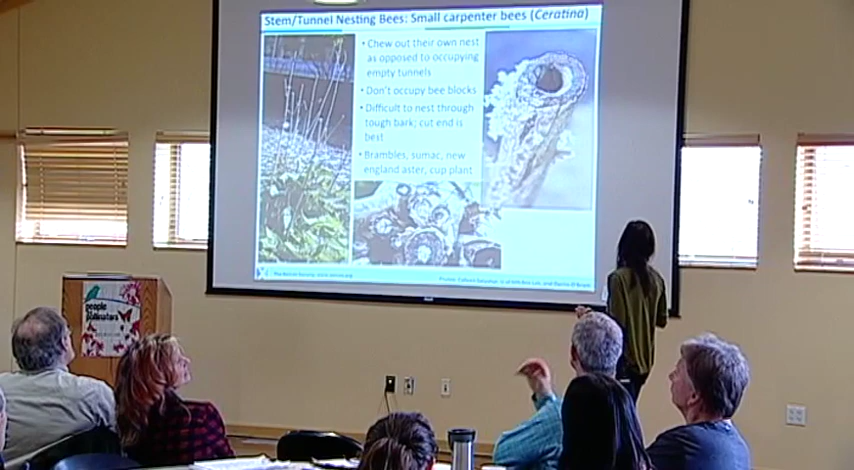 Stem/Tunnel Nesting Bees: Small carpenter bees (Ceratina)
• Chew out their own nest
as opposed to occupying
empty tunnels
• Don't occupy bee blocks
• Difficult to nest through
tough bark; cut end is
best
• Brambles, sumac, new
england aster, cup plant
people
pollinators